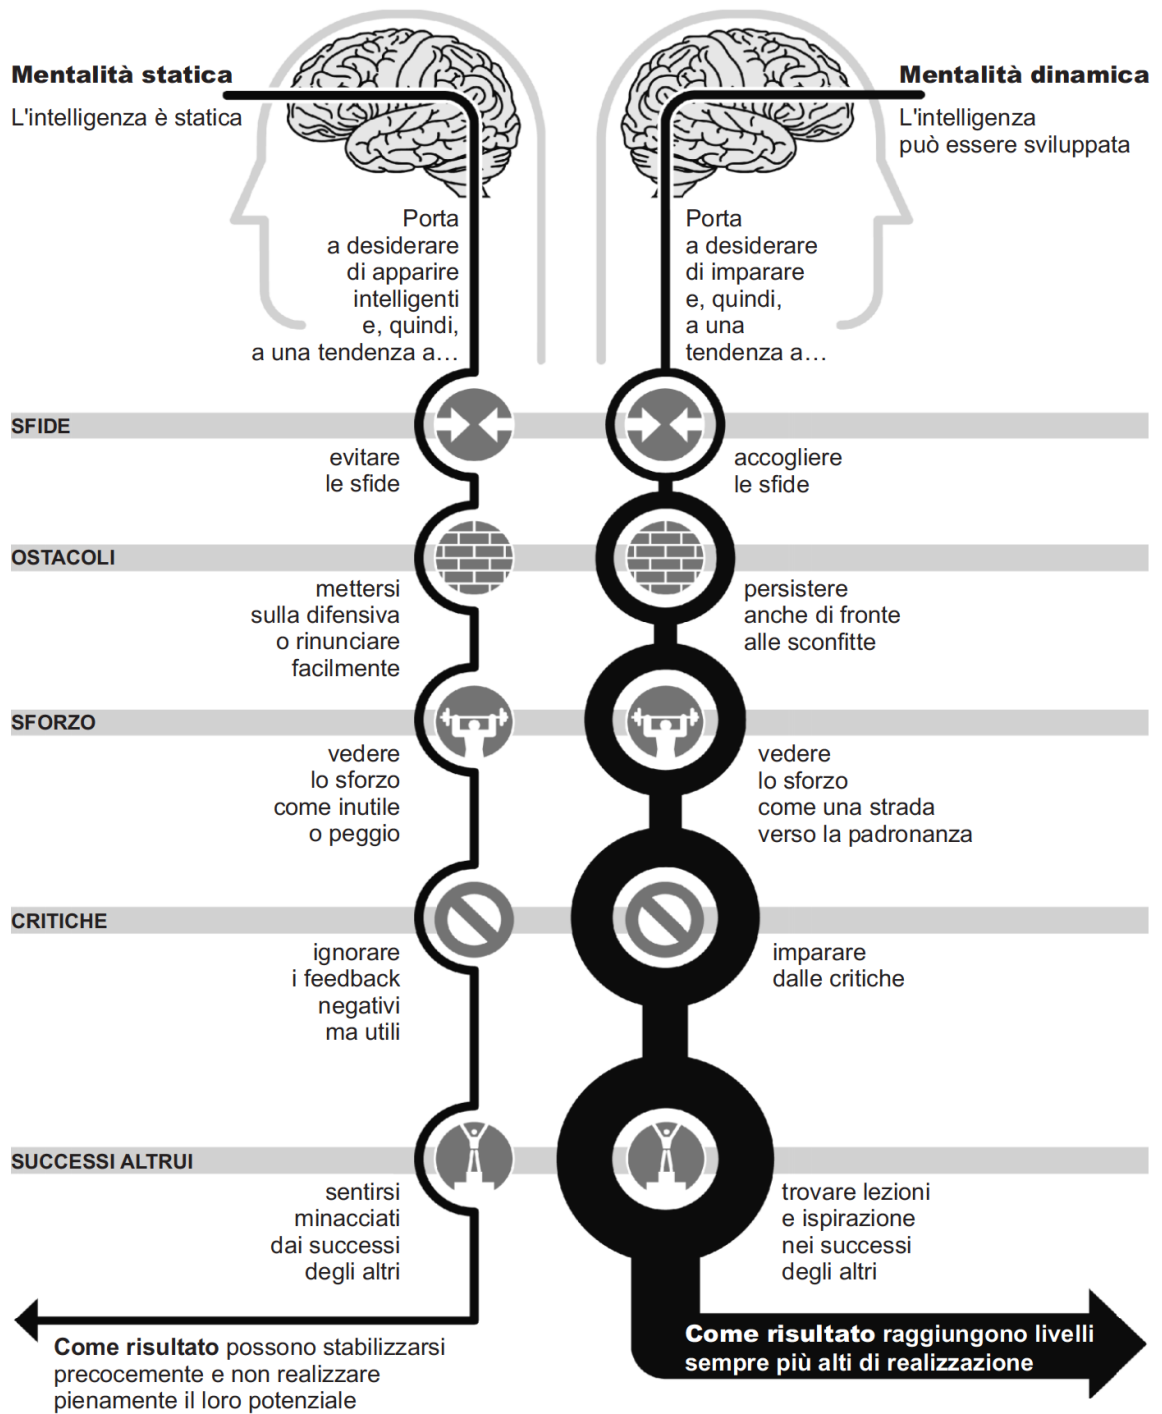 Mentalità statica
L'intelligenza è statica
Mentalità dinamica
L'intelligenza
può essere sviluppata
Porta
a desiderare
di apparire
intelligenti
e, quindi,
a una tendenza a…
Porta
a desiderare
di imparare
e, quindi,
a una
tendenza a…
SFIDE
evitare
le sfide
accogliere
le sfide
OSTACOLI
mettersi
sulla difensiva
o rinunciare
facilmente
persistere
anche di fronte
alle sconfitte
SFORZO
vedere
lo sforzo
come inutile
o peggio
vedere
lo sforzo
come una strada
verso la padronanza
CRITICHE
ignorare
i feedback
negativi
ma utili
imparare
dalle critiche
SUCCESSI ALTRUI
sentirsi
minacciati
dai successi
degli altri
trovare lezioni
e ispirazione
nei successi
degli altri
Come risultato possono stabilizzarsi
precocemente e non realizzare
pienamente il loro potenziale
Come risultato raggiungono livelli
sempre più alti di realizzazione